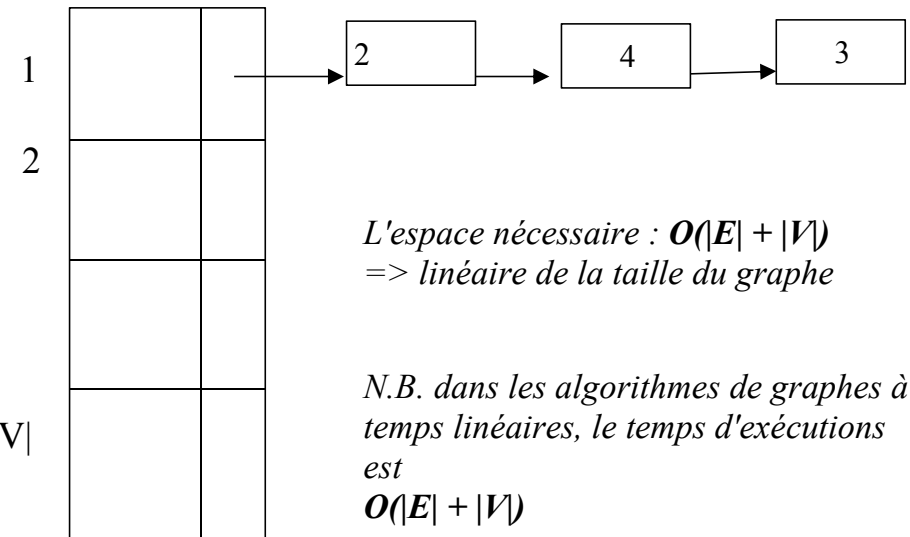 1
2
4
3
2
L'espace nécessaire : O(|E| + |V|)
=> linéaire de la taille du graphe
N.B. dans les algorithmes de graphes à
temps linéaires, le temps d'exécutions
est
O(|E| + |V|)
V|